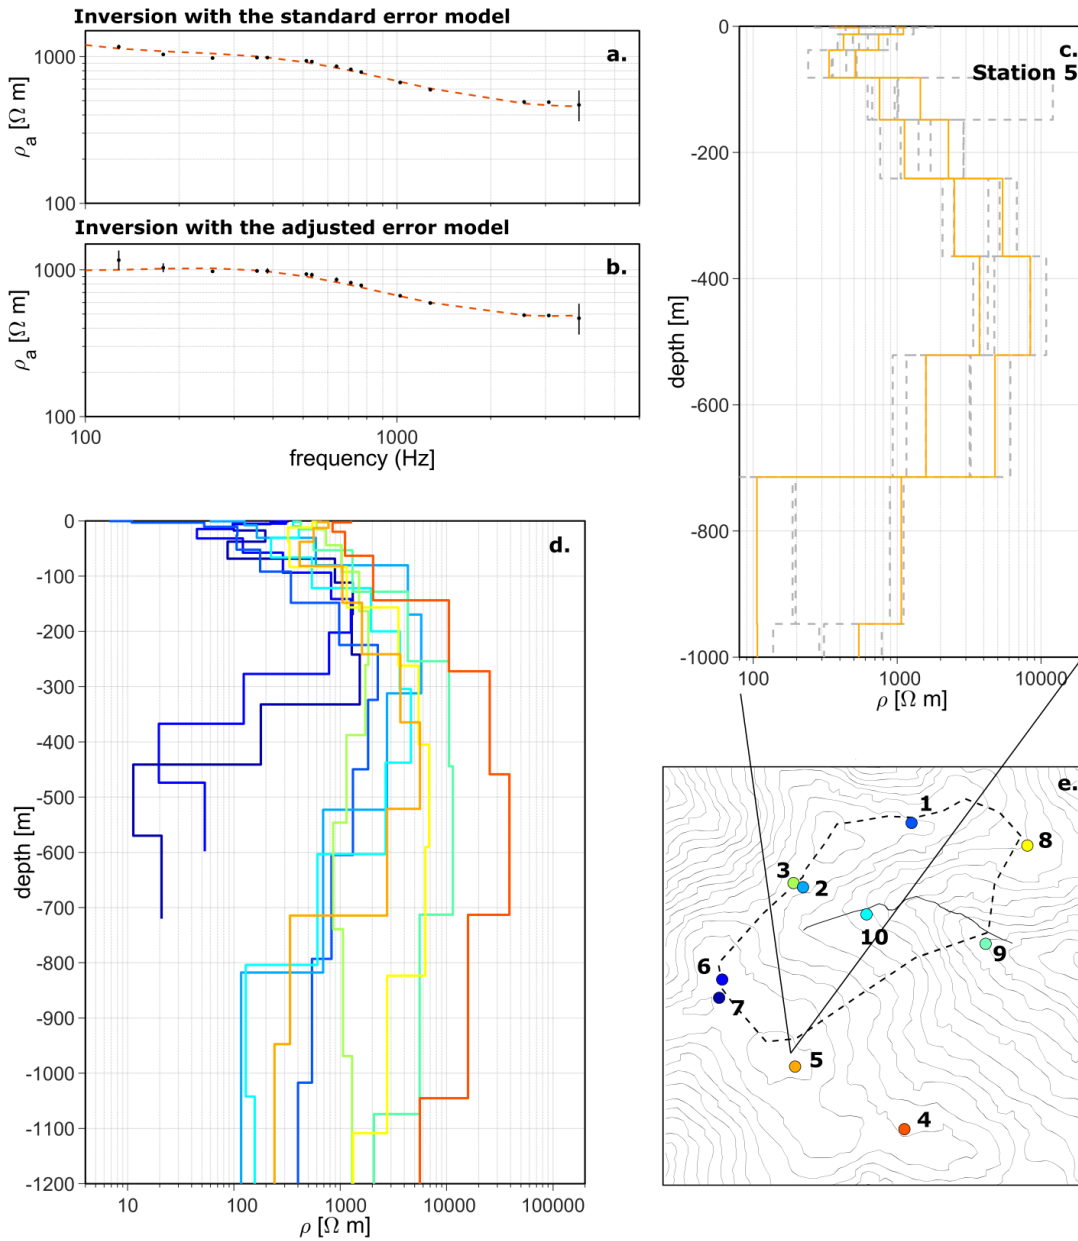 Inversion with the standard error model
a.
1000
100
ρa [Ω m]
Inversion with the adjusted error model
b.
1000
100
ρa [Ω m]
100
1000
frequency (Hz)
c.
Station 5
0
-200
-400
-600
-800
-1000
depth [m]
100
1000
10000
ρ [Ω m]
d.
0
-100
-200
-300
-400
-500
-600
-700
-800
-900
-1000
-1100
-1200
depth [m]
10
100
1000
10000
100000
ρ [Ω m]
e.
1
8
3
2
10
9
6
7
5
4